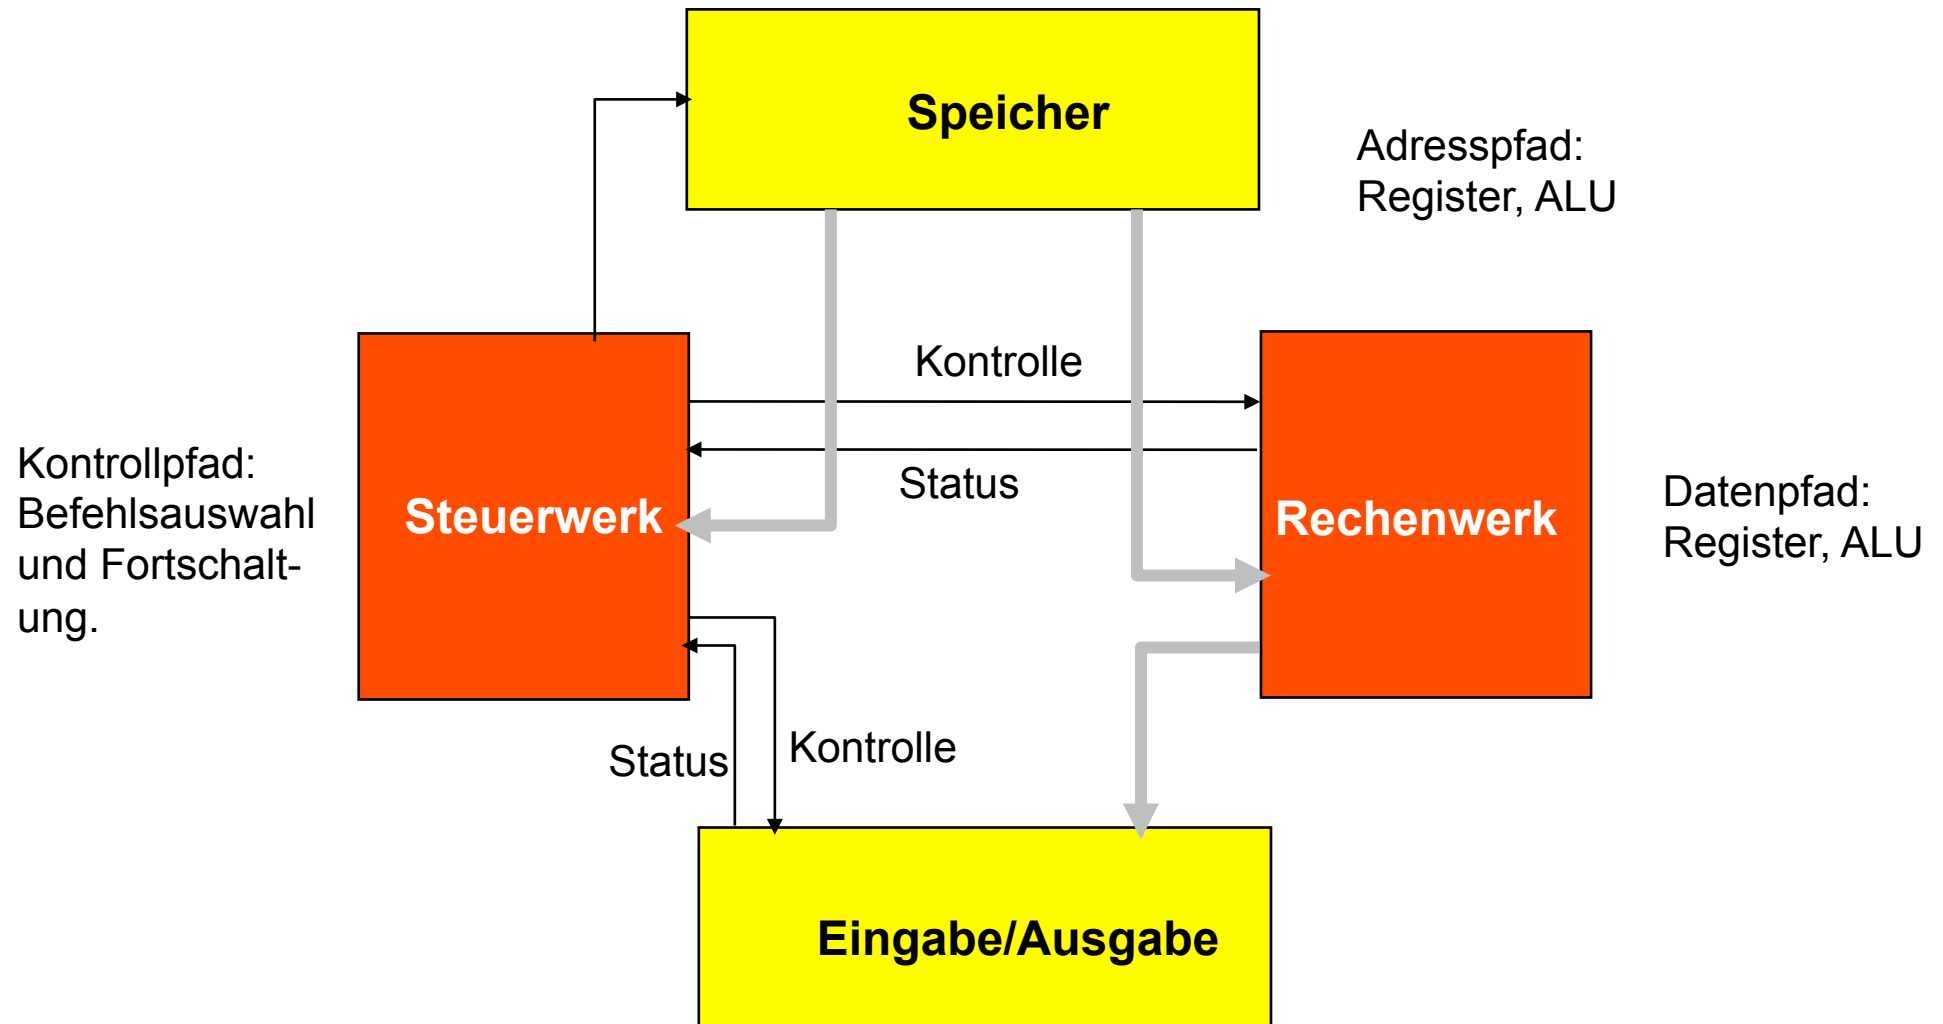 Speicher
Adresspfad:
Register, ALU
Kontrolle
Kontrollpfad:
Befehlsauswahl
und Fortschalt-
ung.
Steuerwerk
Status
Rechenwerk
Datenpfad:
Register, ALU
Status
Kontrolle
Eingabe/Ausgabe